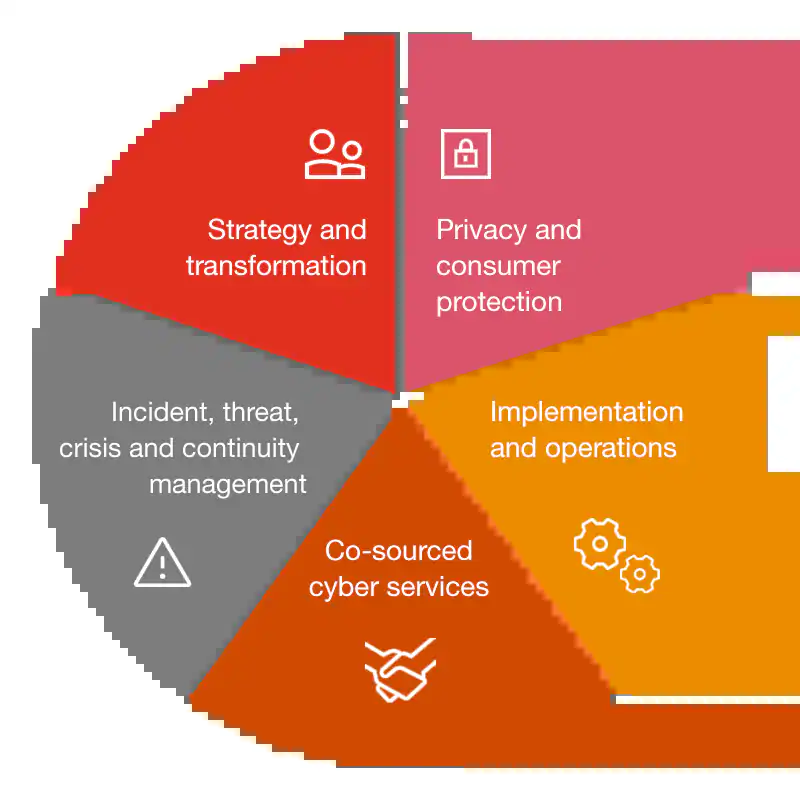 Strategy and
transformation
Privacy and
consumer
protection
Incident, threat,
crisis and continuity
management
Implementation
and operations
Co-sourced
cyber services